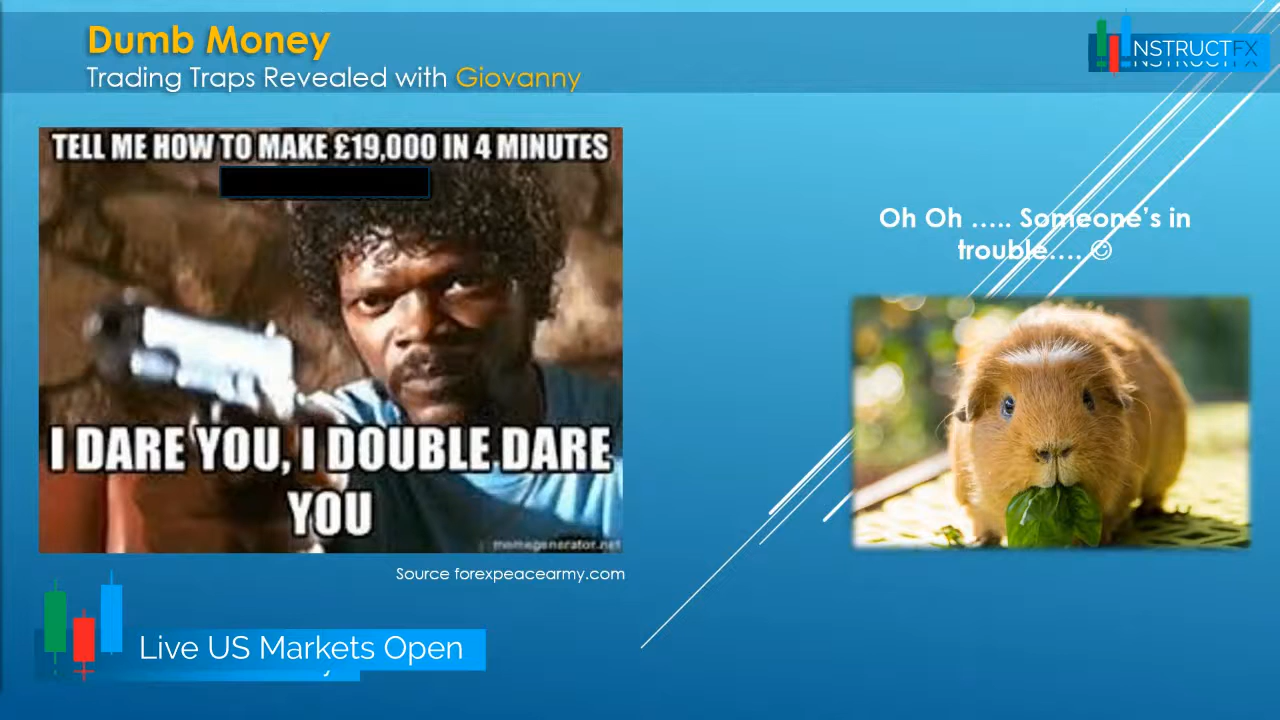 Dumb Money
Trading Traps Revealed with Giovanny
NSTRUCTFX
TELL ME HOW TO MAKE £19,000 IN 4 MINUTES
I DARE YOU, I DOUBLE DARE
YOU
memegenerator.net
Source forexpeacearmy.com
Oh Oh ..... Someone's in
trouble.... ☺
Live US Markets Open